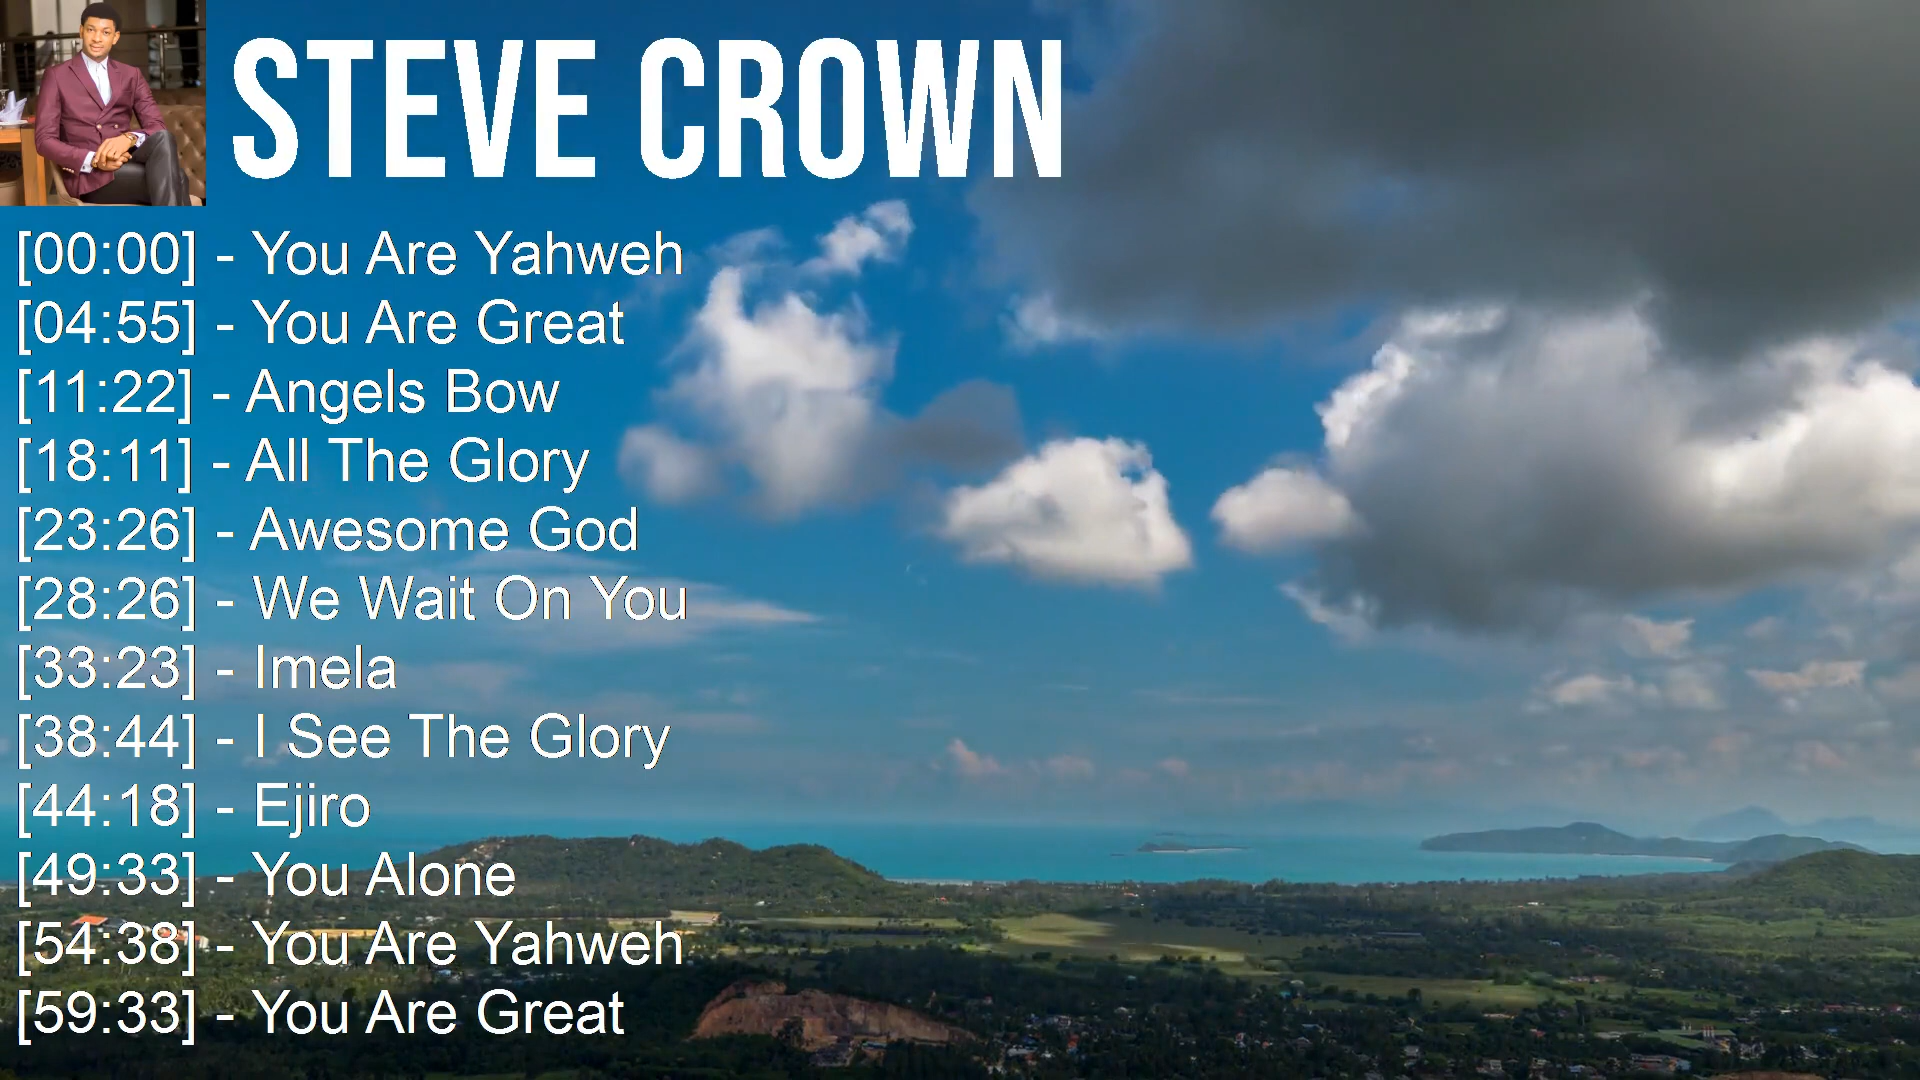 STEVE CROWN
[00:00] - You Are Yahweh
[04:55] - You Are Great
[11:22] - Angels Bow
[18:11] - All The Glory
[23:26] - Awesome God
[28:26] - We Wait On You
[33:23] - Imela
[38:44] - I See The Glory
[44:18] - Ejiro
[49:33] - You Alone
[54:38] - You Are Yahweh
[59:33] - You Are Great